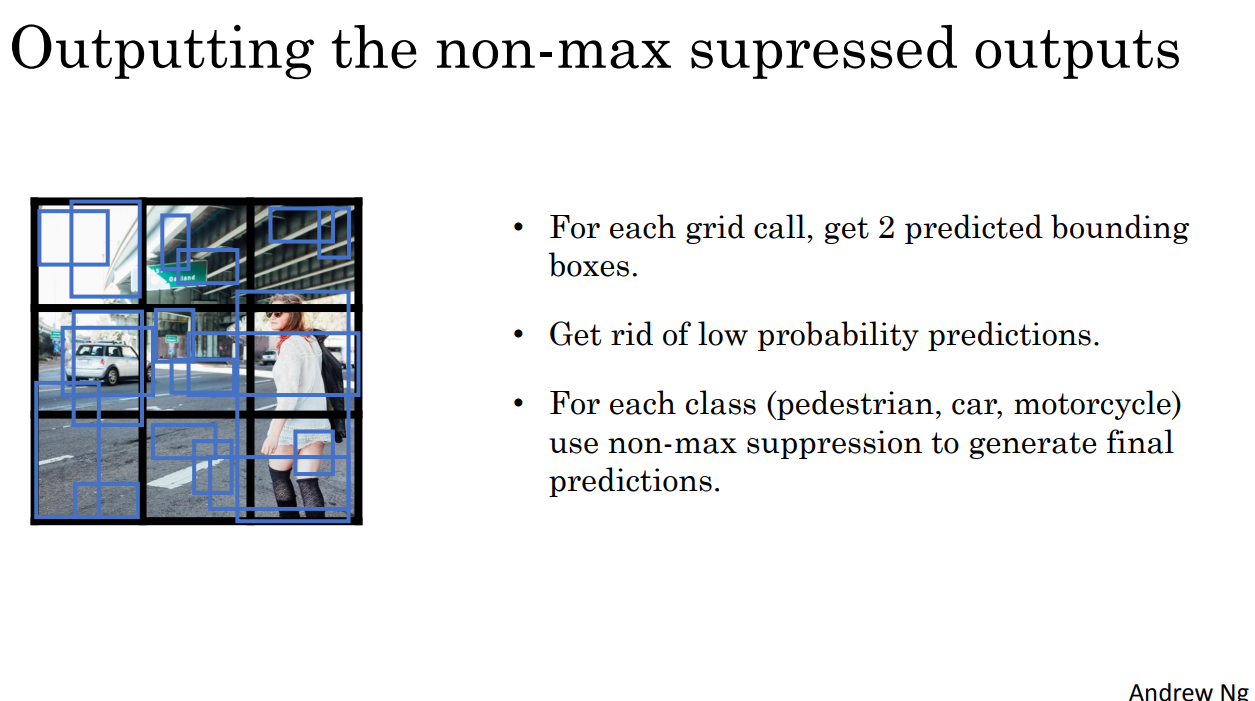 Outputting the non-max supressed outputs
• For each grid call, get 2 predicted bounding
boxes.
• Get rid of low probability predictions.
• For each class (pedestrian, car, motorcycle)
use non-max suppression to generate final
predictions.
Andrew Ng